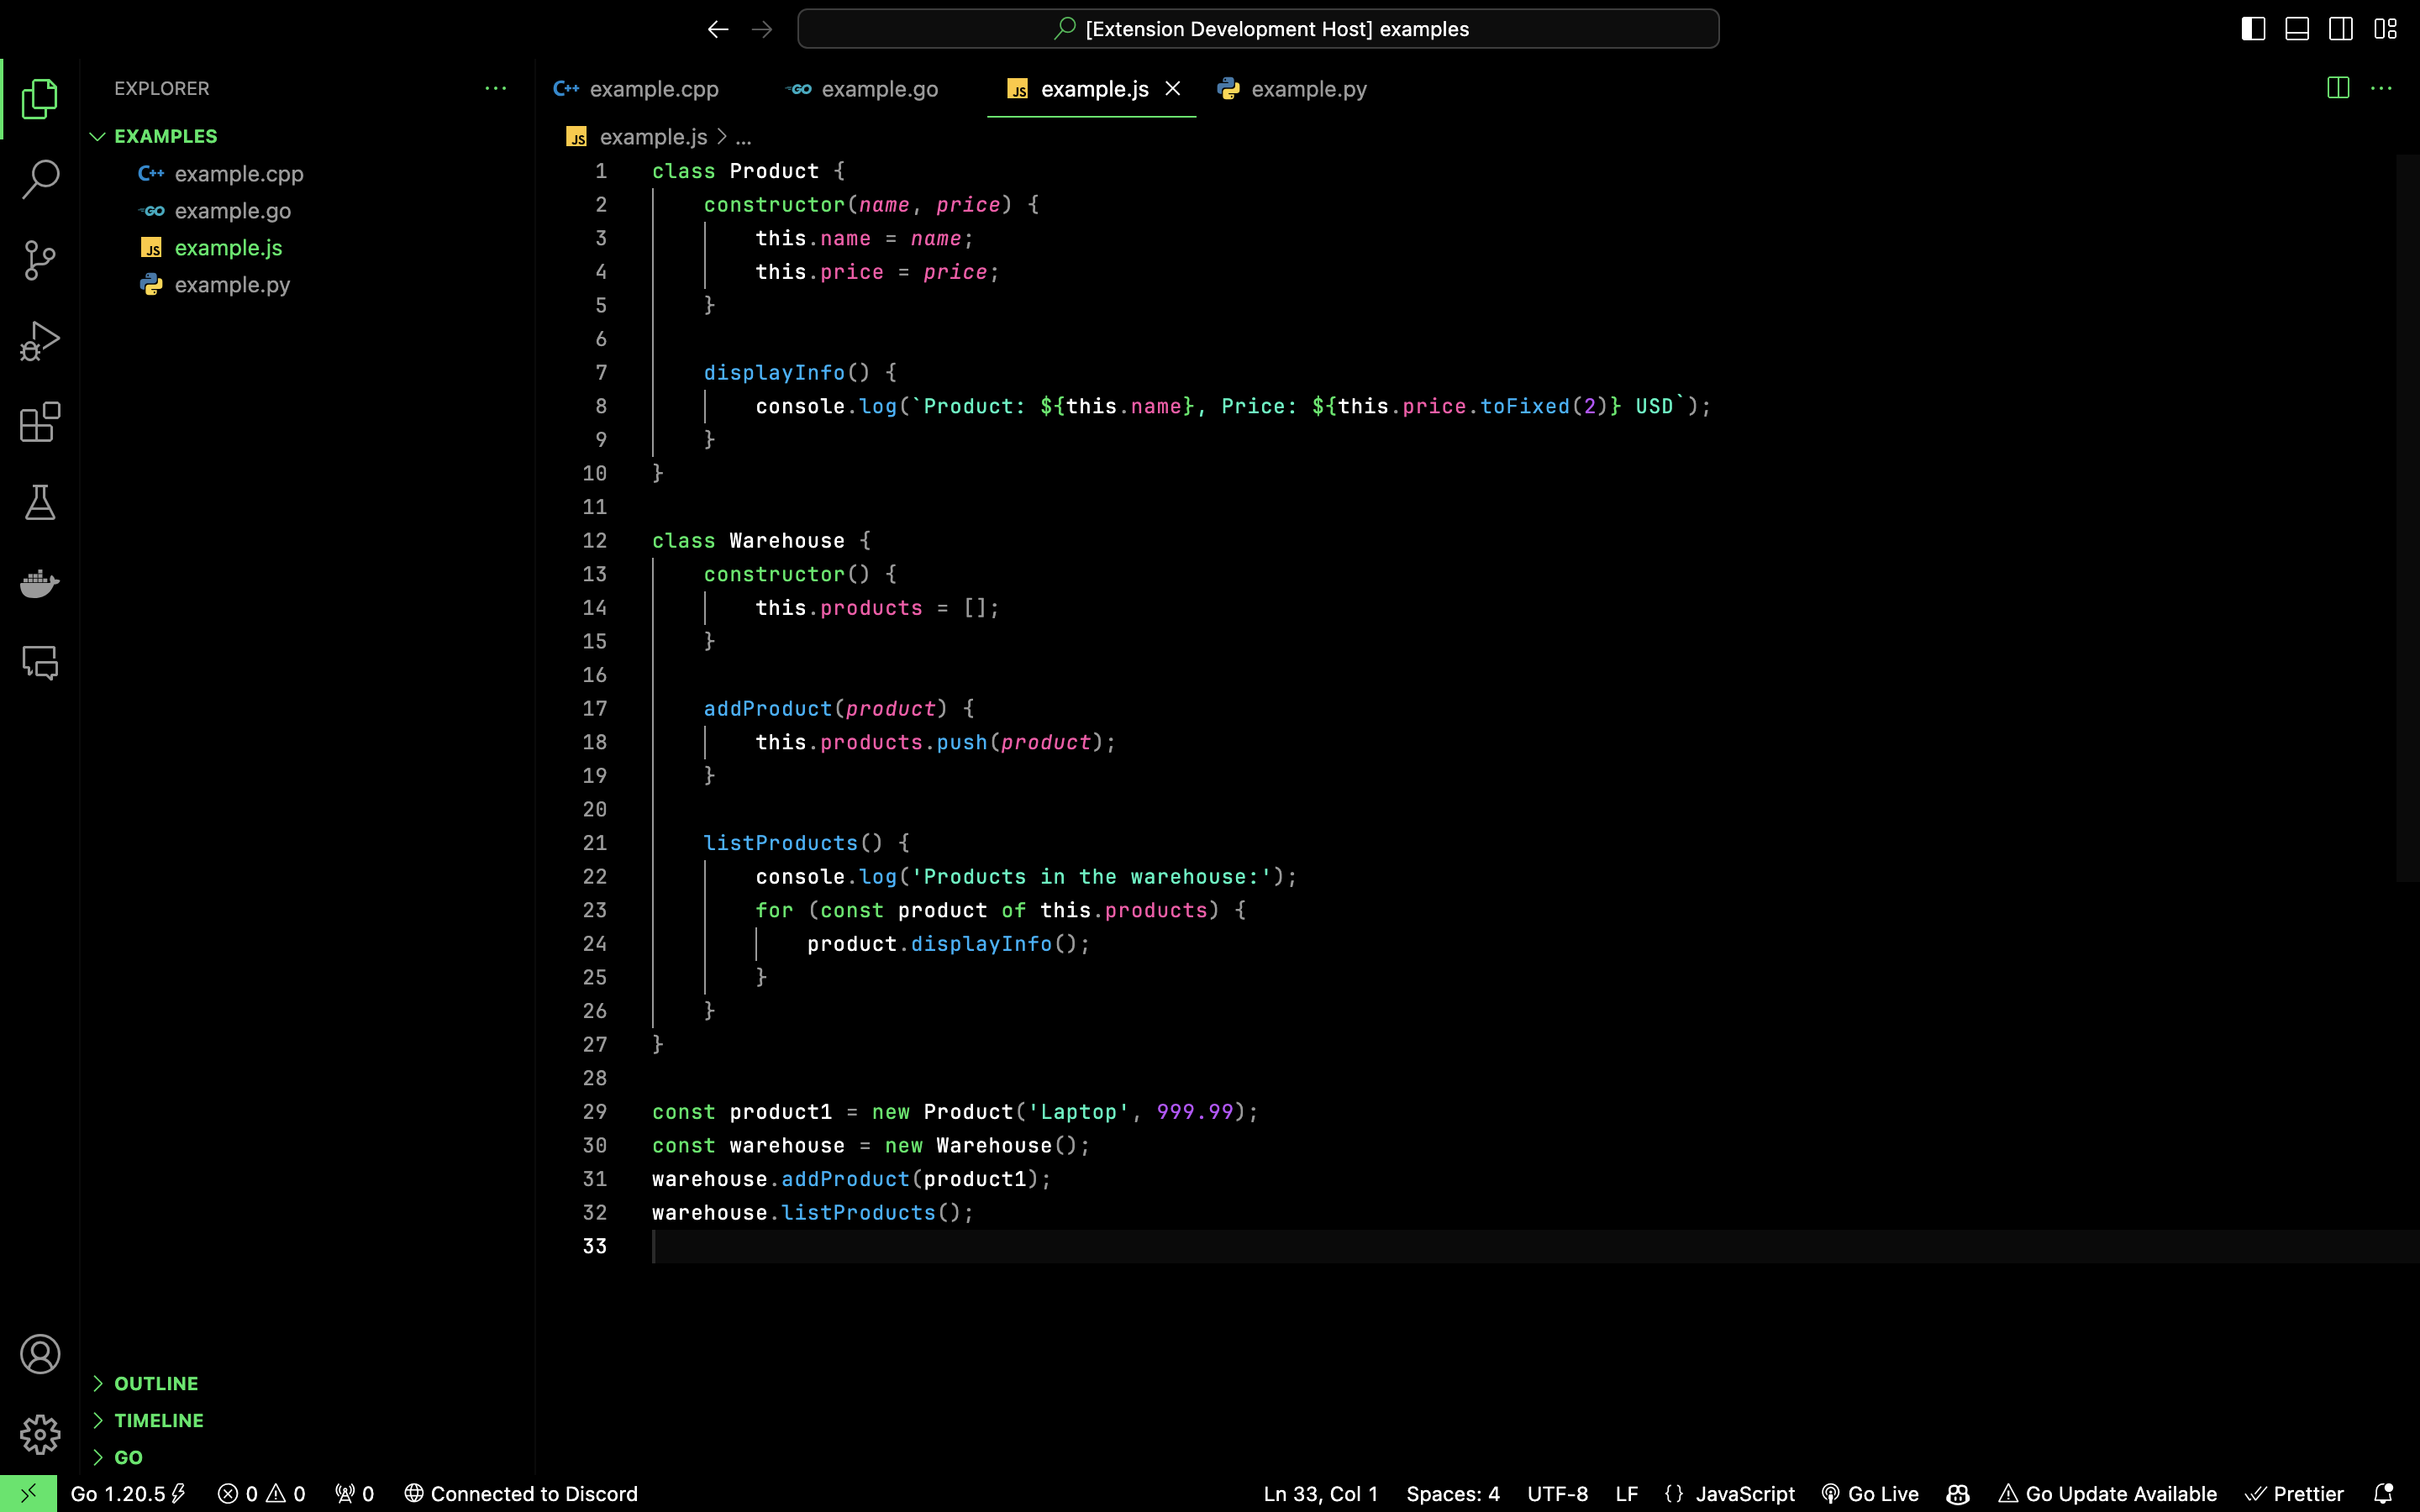 [Extension Development Host] examples
EXPLORER
EXAMPLES
example.cpp
example.go
example.js
example.py
OUTLINE
TIMELINE
GO
example.cpp example.go example.js example.py
example.js > ...
1 class Product {
2     constructor(name, price) {
3         this.name = name;
4         this.price = price;
5     }
6
7     displayInfo() {
8         console.log(`Product: ${this.name}, Price: ${this.price.toFixed(2)} USD`);
9     }
10 }
11
12 class Warehouse {
13     constructor() {
14         this.products = [];
15     }
16
17     addProduct(product) {
18         this.products.push(product);
19     }
20
21     listProducts() {
22         console.log('Products in the warehouse:');
23         for (const product of this.products) {
24             product.displayInfo();
25         }
26     }
27 }
28
29 const product1 = new Product('Laptop', 999.99);
30 const warehouse = new Warehouse();
31 warehouse.addProduct(product1);
32 warehouse.listProducts();
33
Go 1.20.5 0 0 0 Connected to Discord Ln 33, Col 1 Spaces: 4 UTF-8 LF {} JavaScript Go Live Go Update Available Prettier